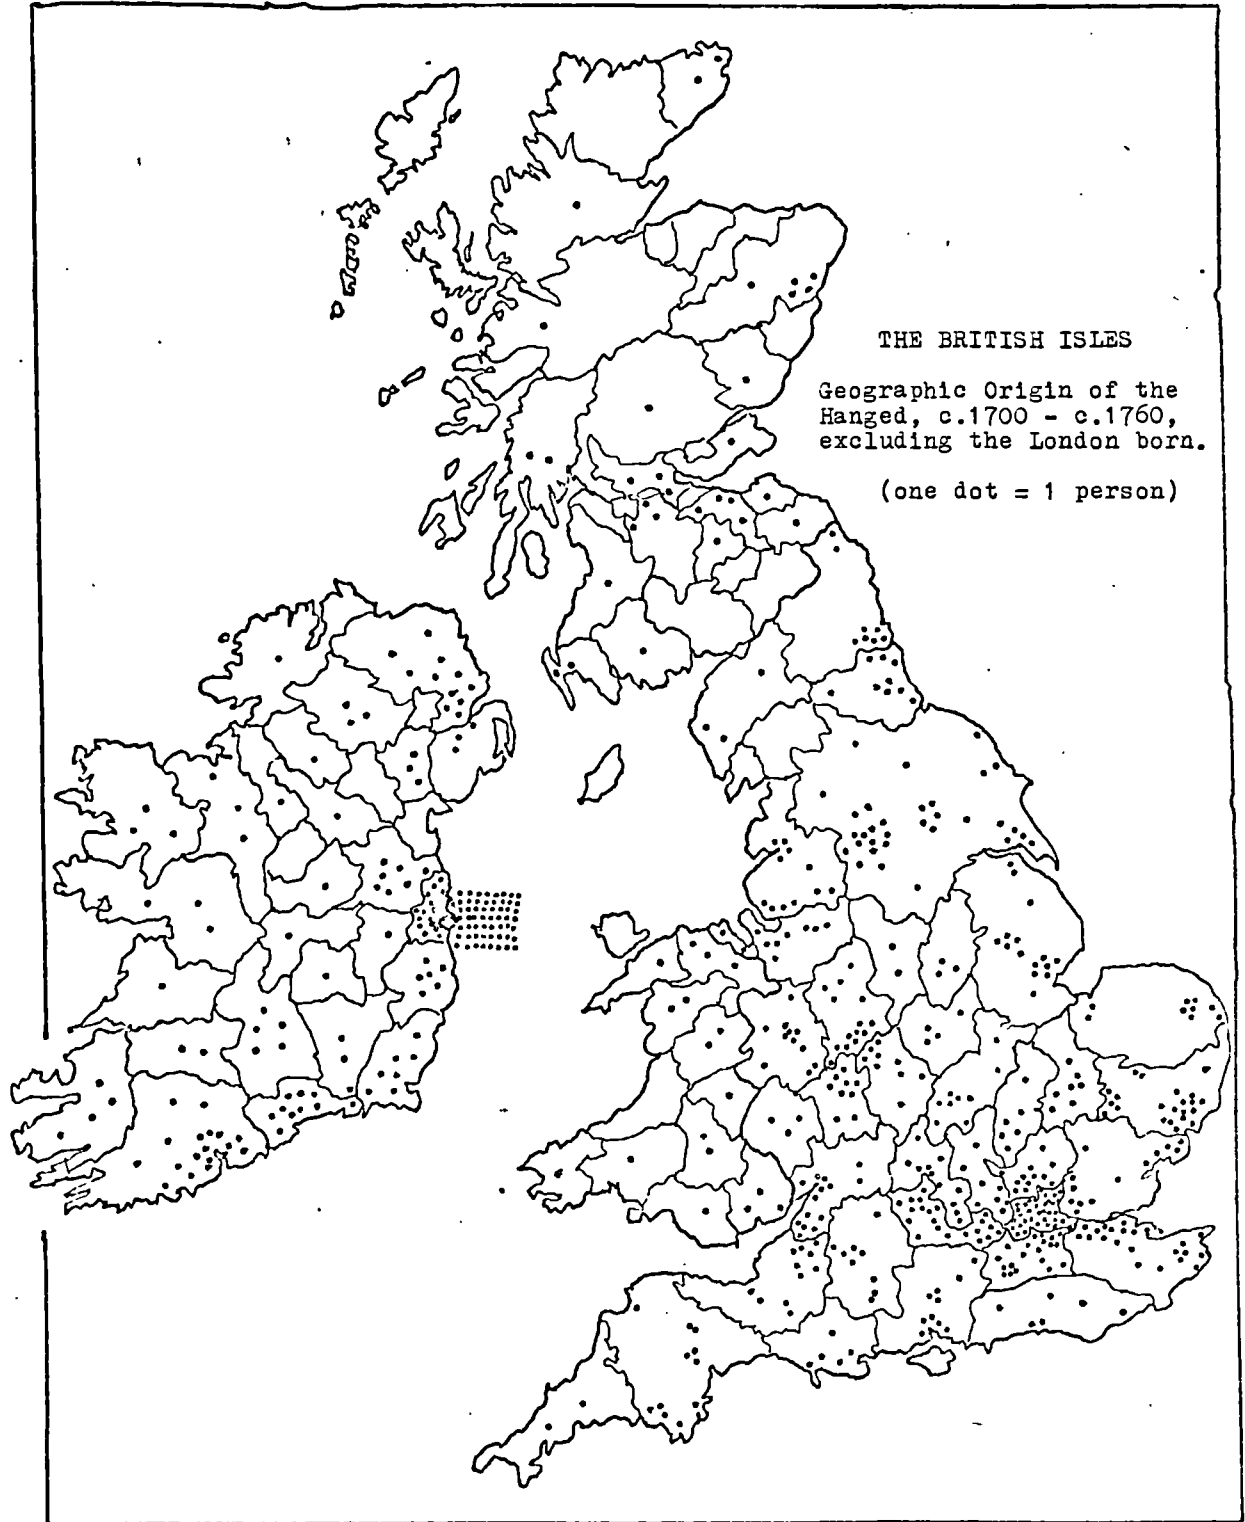 THE BRITISH ISLES
Geographic Origin of the
Hanged, c.1700 - c.1760,
excluding the London born.
(one dot = 1 person)